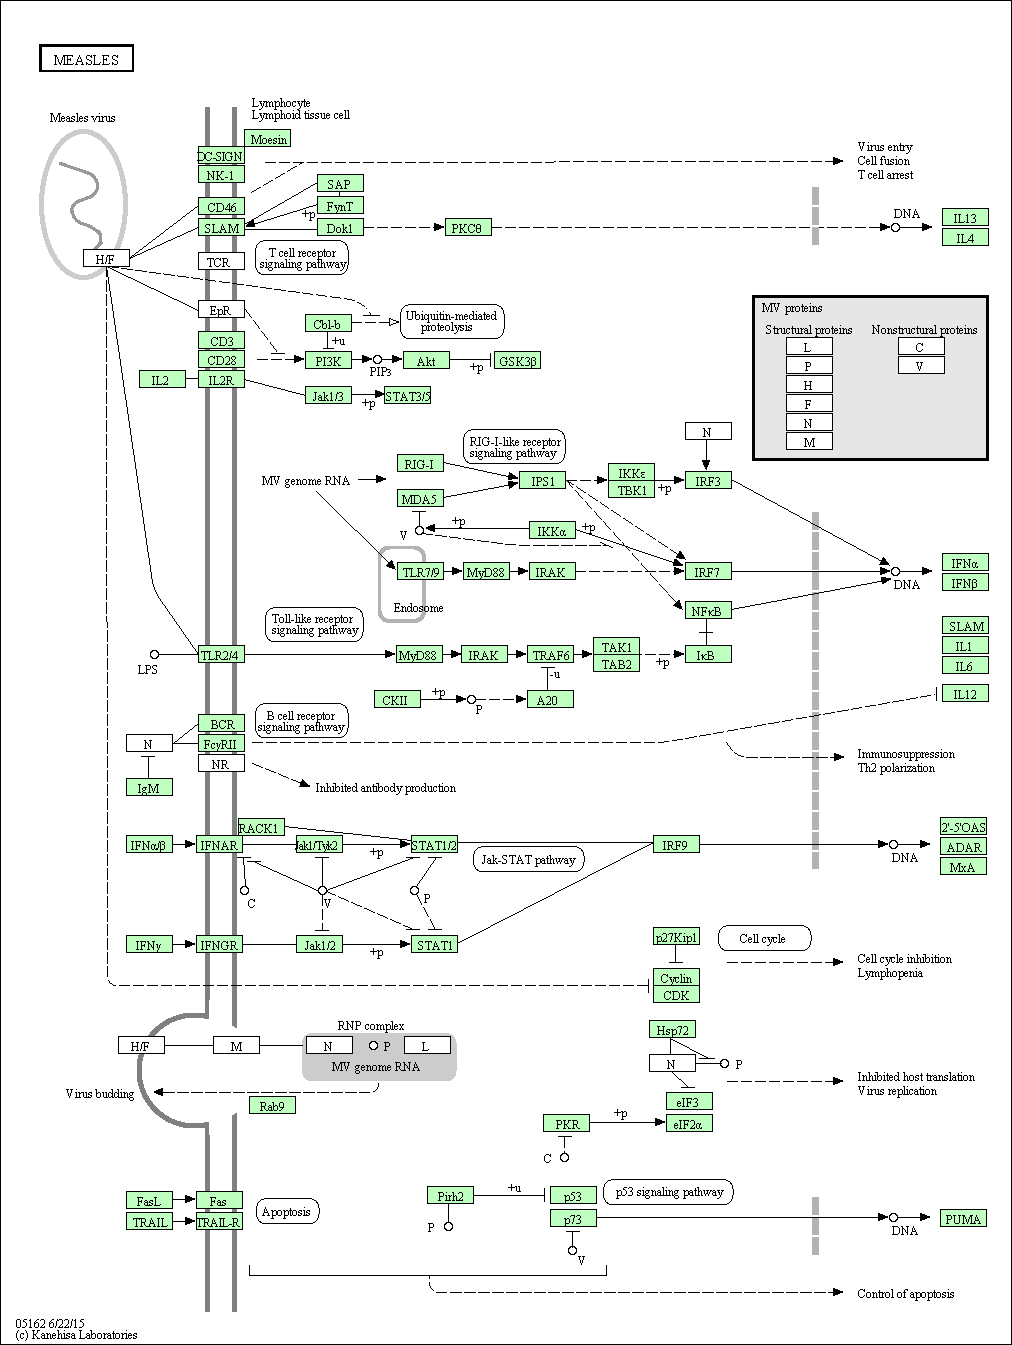 MEASLES
Measles virus
Lymphocyte
Lymphoid tissue cell
Moesin
DC-SIGN
NK-1
CD46
SLAM
SAP
FynT
+p
Dok1
PKCθ
Virus entry
Cell fusion
T cell arrest
DNA
IL13
IL4
H/F
TCR
T cell receptor
signaling pathway
EpR
Cbl-b
+u
Ubiquitin-mediated
proteolysis
CD3
CD28
PI3K
PIP3
Akt
+p
GSK3β
IL2
IL2R
Jak1/3
+p
STAT3/5
MV proteins
Structural proteins
Nonstructural proteins
L
C
P
V
H
F
N
M
N
RIG-I-like receptor
signaling pathway
MV genome RNA
RIG-I
MDA5
IPS1
IKKε
TBK1
+p
IRF3
V
+p
IKKα
+p
TLR7/9
MyD88
IRAK
IRF7
DNA
IFNα
IFNβ
Endosome
NFκB
Toll-like receptor
signaling pathway
LPS
TLR2/4
MyD88
IRAK
TRAF6
TAK1
TAB2
+p
IκB
SLAM
IL1
IL6
IL12
-u
CKII
+p
P
A20
BCR
B cell receptor
signaling pathway
N
FcγRII
NR
IgM
Inhibited antibody production
Immunosuppression
Th2 polarization
RACK1
IFNα/β
IFNAR
Jak1/Tyk2
+p
STAT1/2
Jak-STAT pathway
IRF9
DNA
2'-5'OAS
ADAR
MxA
C
V
P
IFNγ
IFNGR
Jak1/2
+p
STAT1
p27Kip1
Cell cycle
Cyclin
CDK
Cell cycle inhibition
Lymphopenia
RNP complex
H/F
M
N
P
L
MV genome RNA
Virus budding
Rab9
Hsp72
N
P
eIF3
eIF2α
PKR
+p
C
Inhibited host translation
Virus replication
FasL
Fas
TRAIL
TRAIL-R
Apoptosis
Pirh2
+u
p53
p53 signaling pathway
P
p73
V
DNA
PUMA
Control of apoptosis
05162 6/22/15
(c) Kanehisa Laboratories